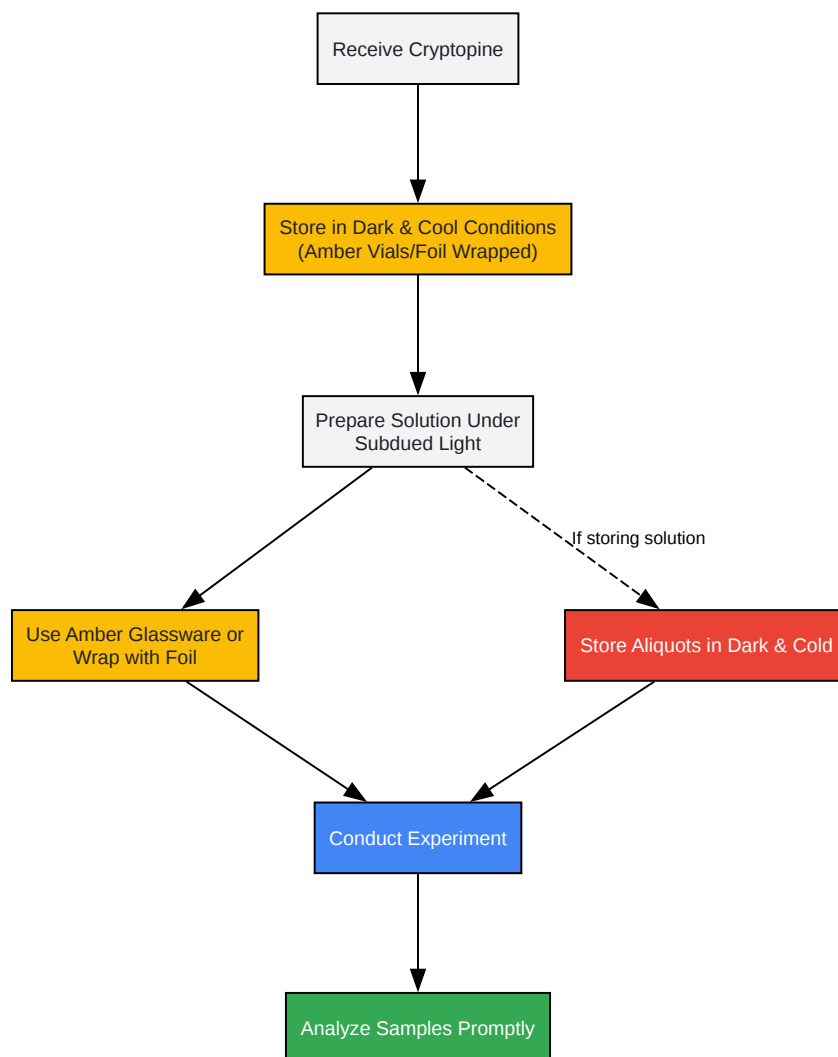 Receive Cryptopine
Store in Dark & Cool Conditions
(Amber Vials/Foil Wrapped)
Prepare Solution Under
Subdued Light
If storing solution
Use Amber Glassware or
Wrap with Foil
Store Aliquots in Dark & Cold
Conduct Experiment
Analyze Samples Promptly